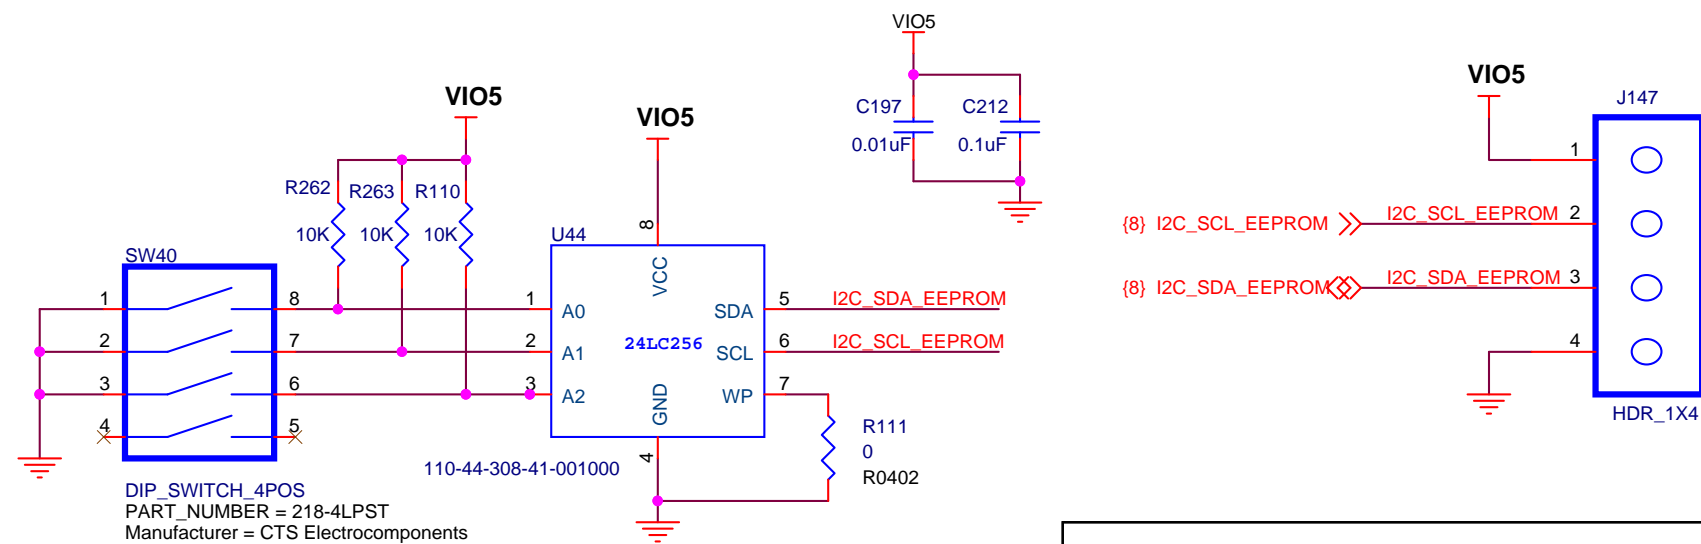 VIO5
C197
C212
0.01uF
0.1uF
VIO5
VIO5
VIO5
J147
1
I2C_SCL_EEPROM
2
{8} I2C_SCL_EEPROM
I2C_SDA_EEPROM
3
{8} I2C_SDA_EEPROM
4
HDR_1X4
R262
R263
R110
10K
10K
10K
SW40
1
8
2
7
3
6
4
5
DIP_SWITCH_4POS
PART_NUMBER = 218-4LPST
Manufacturer = CTS Electrocomponents
U44
8
VCC
1
A0
SDA
5
I2C_SDA_EEPROM
2
A1
24LC256
SCL
6
I2C_SCL_EEPROM
3
A2
GND
WP
7
4
110-44-308-41-001000
R111
0
R0402